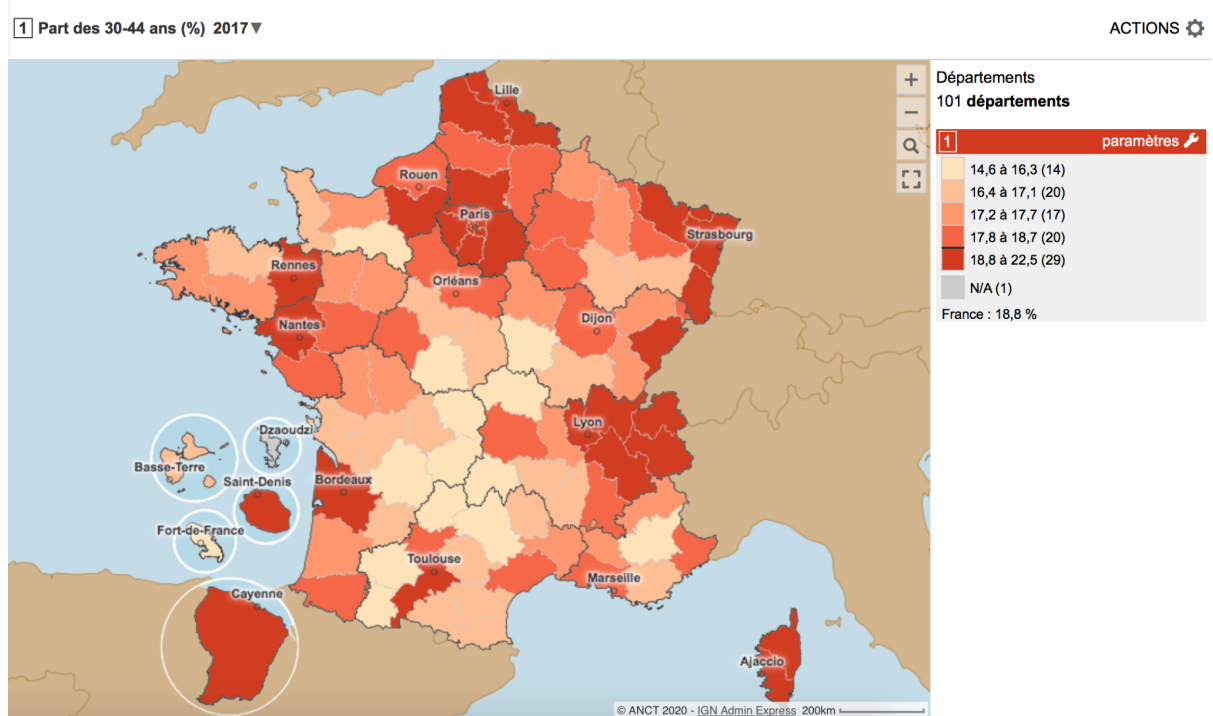 1 Part des 30-44 ans (%) 2017▼
ACTIONS
Lille
Rouen
Paris
Strasbourg
Rennes
Orléans
Nantes
Dijon
Lyon
Dzaoudzi
Basse-Terre
Saint-Denis
Bordeaux
Fort-de-France
Toulouse
Marseille
Cayenne
Ajaccio
© ANCT 2020 - IGN Admin Express 200km
+
−
Départements
101 départements
1 paramètres
14,6 à 16,3 (14)
16,4 à 17,1 (20)
17,2 à 17,7 (17)
17,8 à 18,7 (20)
18,8 à 22,5 (29)
N/A (1)
France : 18,8 %